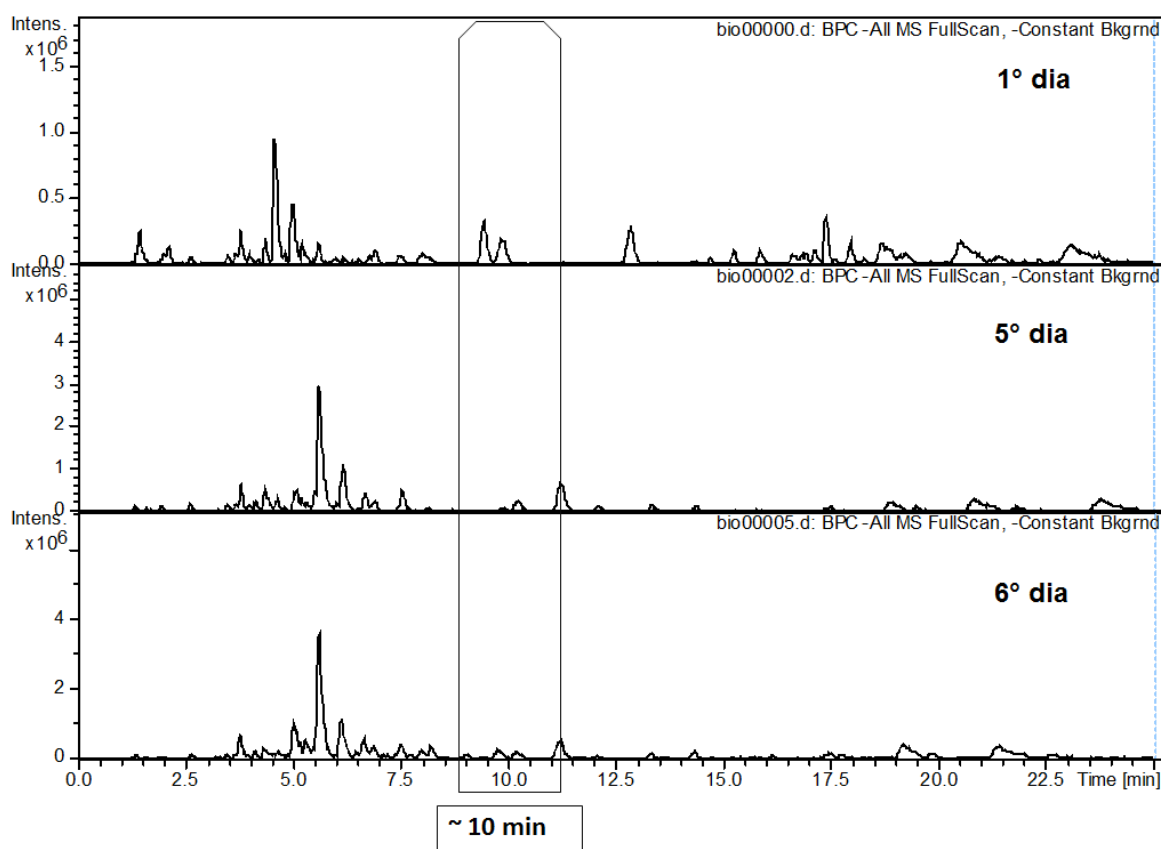 Intens.
x10⁶
bio00000.d: BPC -All MS FullScan, -Constant Bkgrnd
1° dia
1.5
1.0
0.5
0.0
Intens.
x10⁶
bio00002.d: BPC -All MS FullScan, -Constant Bkgrnd
5° dia
4
3
2
1
0
Intens.
x10⁶
bio00005.d: BPC -All MS FullScan, -Constant Bkgrnd
6° dia
4
2
0
0.0 2.5 5.0 7.5 10.0 12.5 15.0 17.5 20.0 22.5 Time [min]
~ 10 min